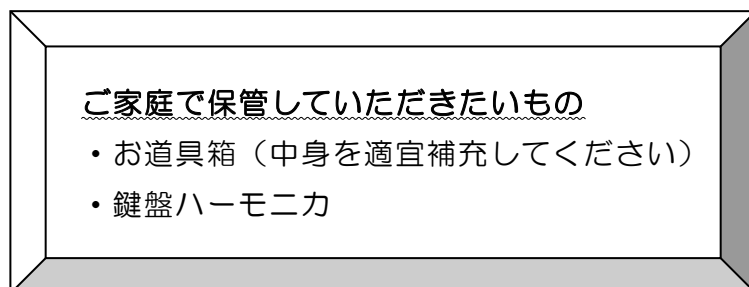 ご家庭で保管していただきたいもの
・お道具箱（中身を適宜補充してください）
・鍵盤ハーモニカ